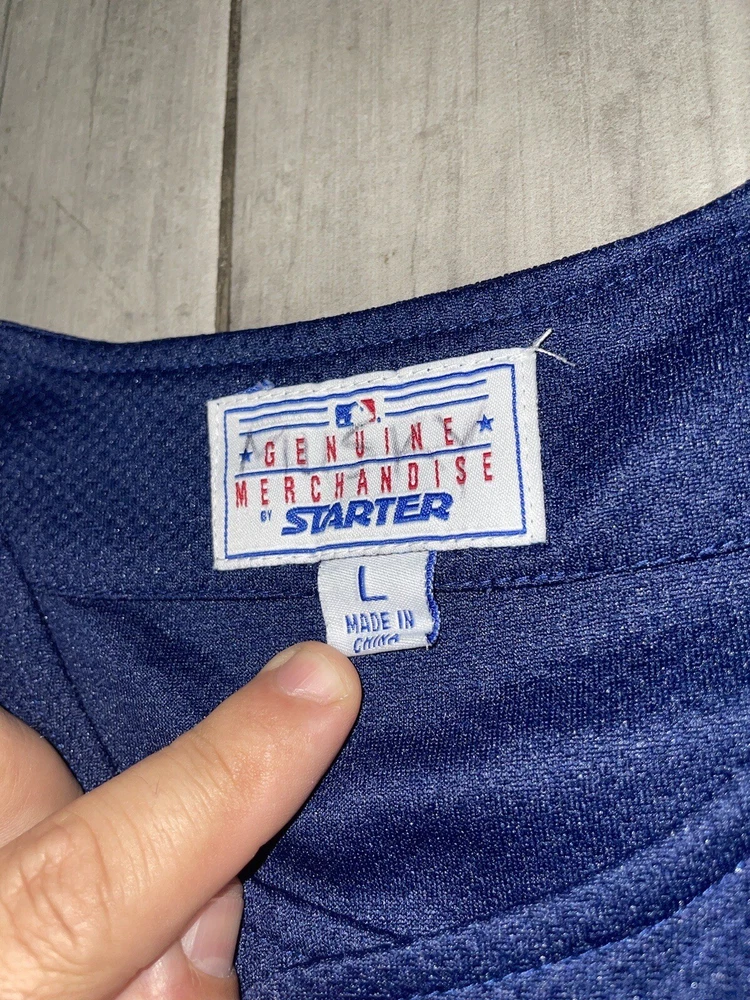 GENUINE
MERCHANDISE
BY STARTER
L
MADE IN
CHINA